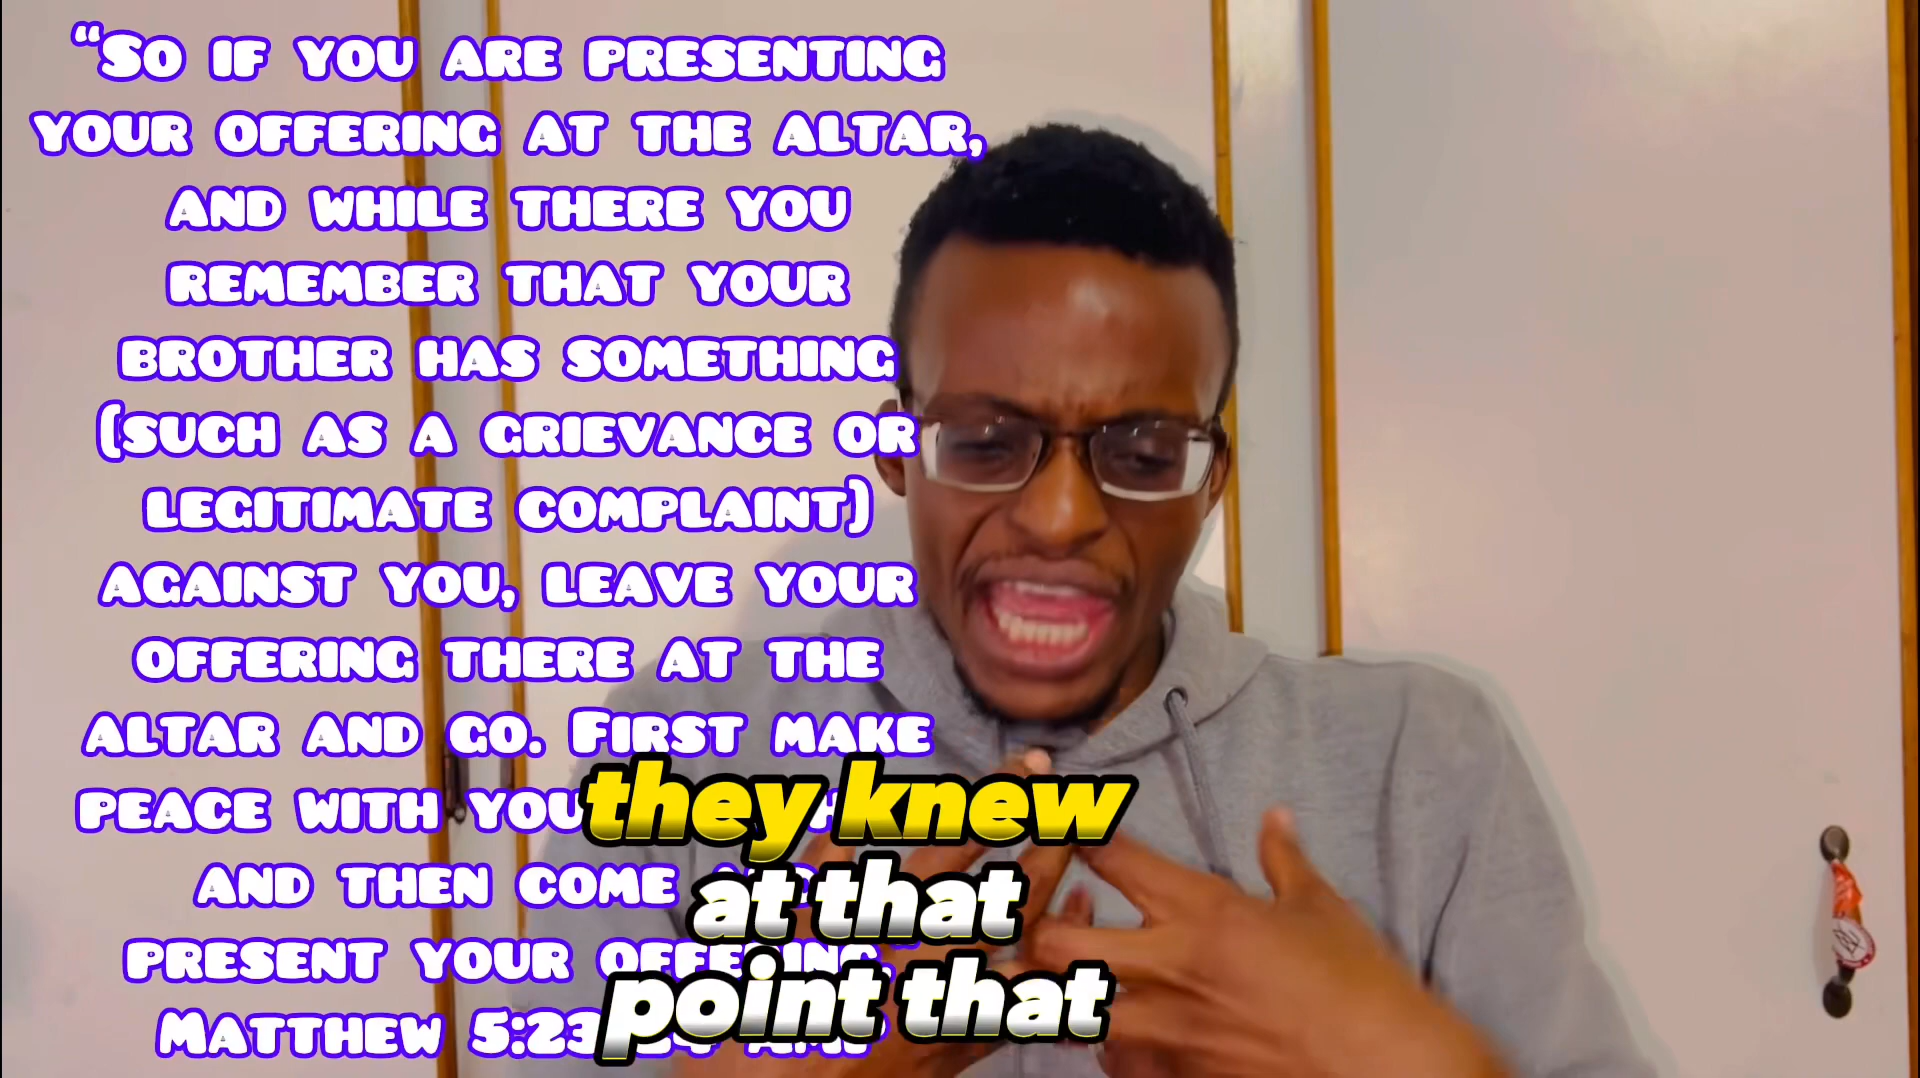 “So if you are presenting
your offering at the altar,
and while there you
remember that your
brother has something
(such as a grievance or
legitimate complaint)
against you, leave your
offering there at the
altar and go. First make
peace with
and then come
present your offering.
Matthew 5:23
they knew
at that
point that